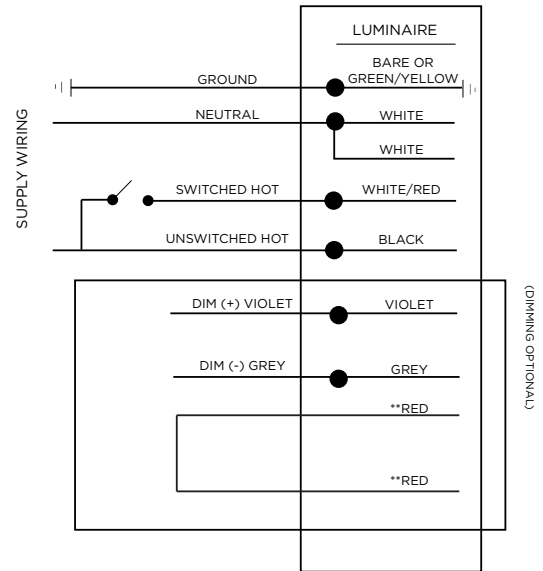 LUMINAIRE
GROUND
BARE OR
GREEN/YELLOW
NEUTRAL
WHITE
WHITE
SUPPLY WIRING
SWITCHED HOT
WHITE/RED
UNSWITCHED HOT
BLACK
DIM (+) VIOLET
VIOLET
(DIMMING OPTIONAL)
DIM (-) GREY
GREY
**RED
**RED